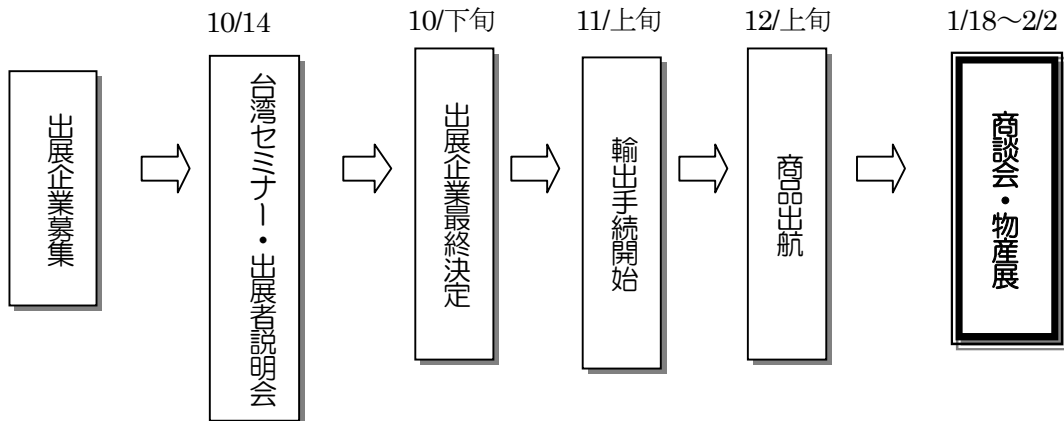 10/14
10/下旬
11/上旬
12/上旬
1/18～2/2
出展企業募集
台湾セミナー・出展者説明会
出展企業最終決定
輸出手続開始
商品出航
商談会・物産展